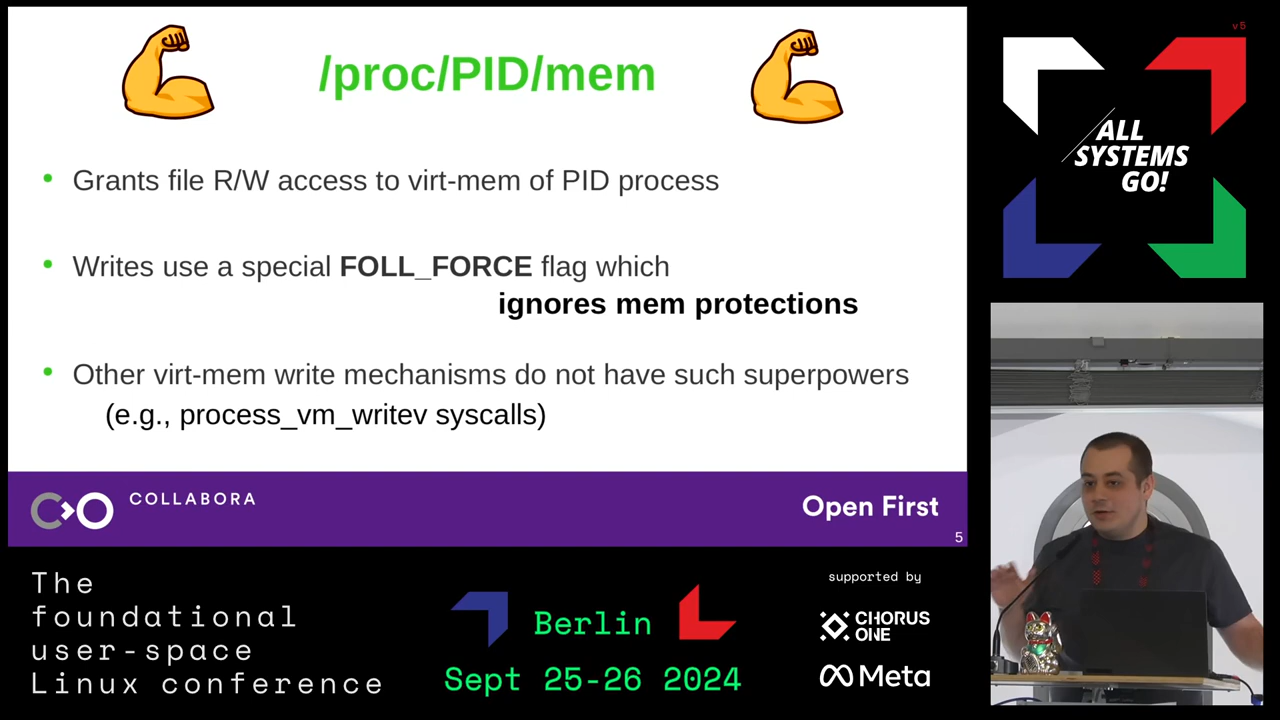 /proc/PID/mem
• Grants file R/W access to virt-mem of PID process
• Writes use a special FOLL_FORCE flag which
ignores mem protections
• Other virt-mem write mechanisms do not have such superpowers
(e.g., process_vm_writev syscalls)
COLLABORA
Open First
5
v5
ALL
SYSTEMS
GO!
The
foundational
user-space
Linux conference
Berlin
Sept 25-26 2024
supported by
CHORUS
ONE
Meta